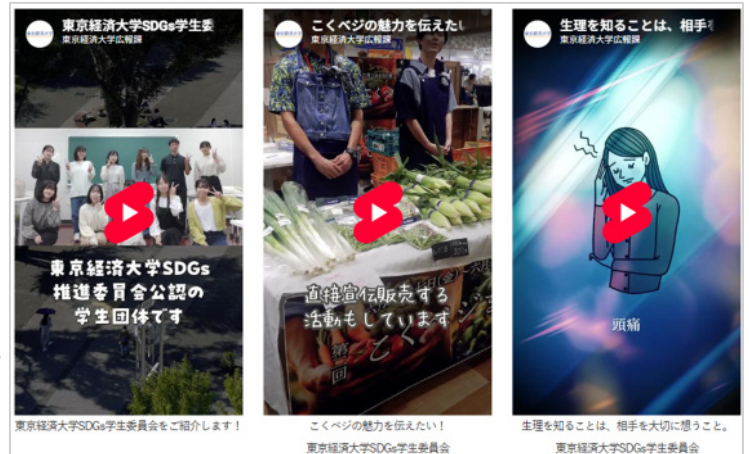 東京経済大学SDGs学生委
東京経済大学広報課
東京経済大学SDGs
推進委員会公認の
学生団体です
東京経済大学SDGs学生委員会をご紹介します！
こくベジの魅力を伝えたい
東京経済大学広報課
直接宣伝販売する
活動もしています
第一回
こくベジの魅力を伝えたい！
東京経済大学SDGs学生委員会
生理を知ることは、相手を
東京経済大学広報課
頭痛
生理を知ることは、相手を大切に想うこと。
東京経済大学SDGs学生委員会